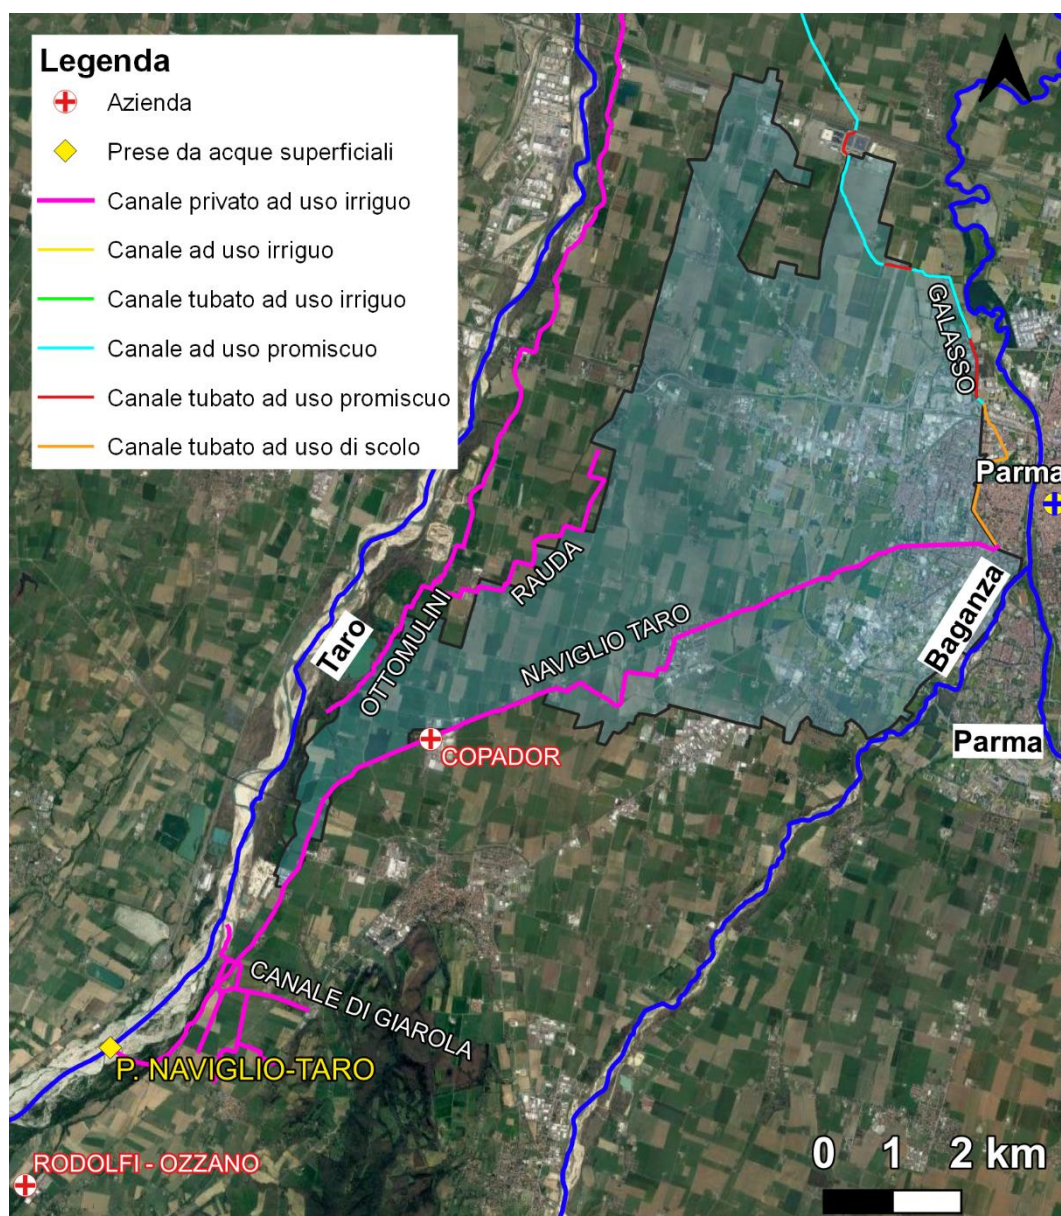 Legenda
Azienda
Prese da acque superficiali
Canale privato ad uso irriguo
Canale ad uso irriguo
Canale tubato ad uso irriguo
Canale ad uso promiscuo
Canale tubato ad uso promiscuo
Canale tubato ad uso di scolo
GALASSO
Parma
RAUDA
OTTOMULINI
Taro
NAVIGLIO TARO
Baganza
Parma
COPADOR
CANALE DI GIAROLA
P. NAVIGLIO-TARO
RODOLFI - OZZANO
0 1 2 km